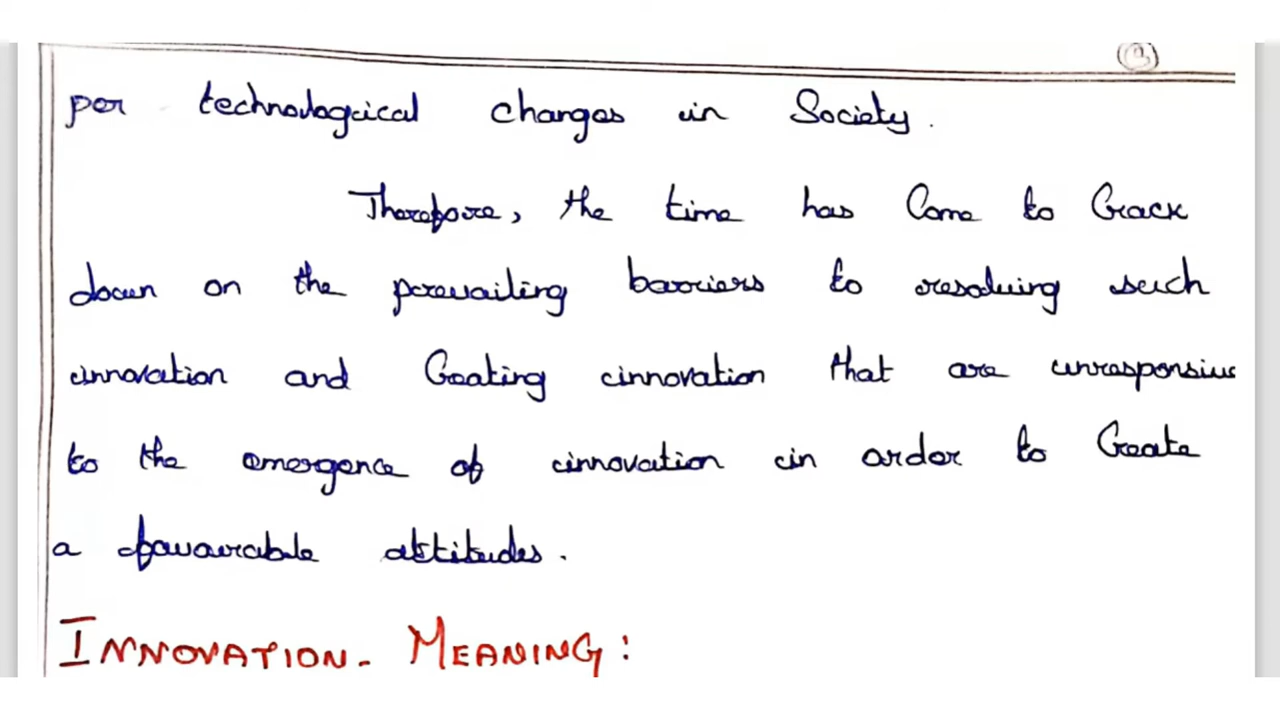 per technological changes in Society.
Therefore, the time has Come to Crack
down on the prevailing barriers to resolving such
innovation and Creating innovation that are unresponsive
to the emergence of innovation in order to Create
a favourable attitudes.
INNOVATION - MEANING: